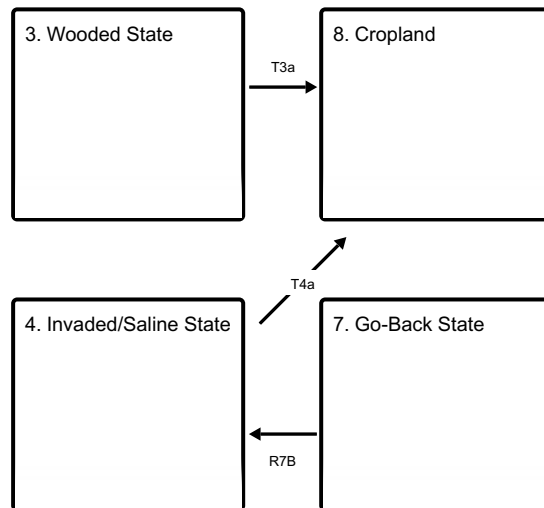 3. Wooded State
8. Cropland
T3a
T4a
4. Invaded/Saline State
7. Go-Back State
R7B